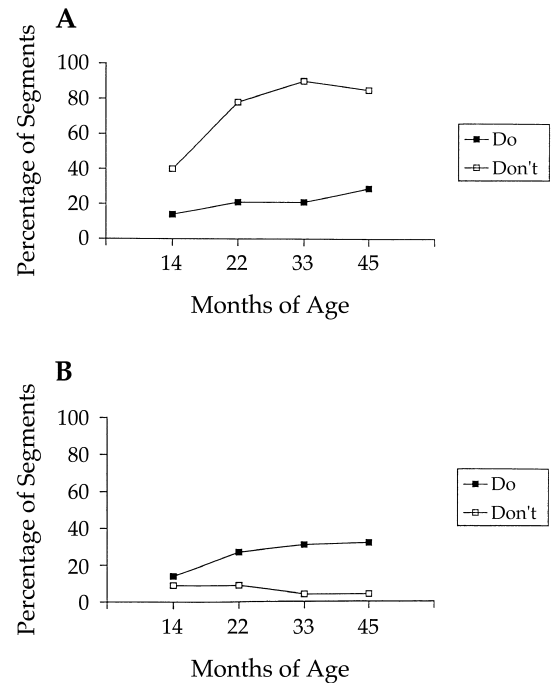 A
Percentage of Segments
100
80
60
40
20
0
14 22 33 45
Months of Age
Do
Don't
B
Percentage of Segments
100
80
60
40
20
0
14 22 33 45
Months of Age
Do
Don't